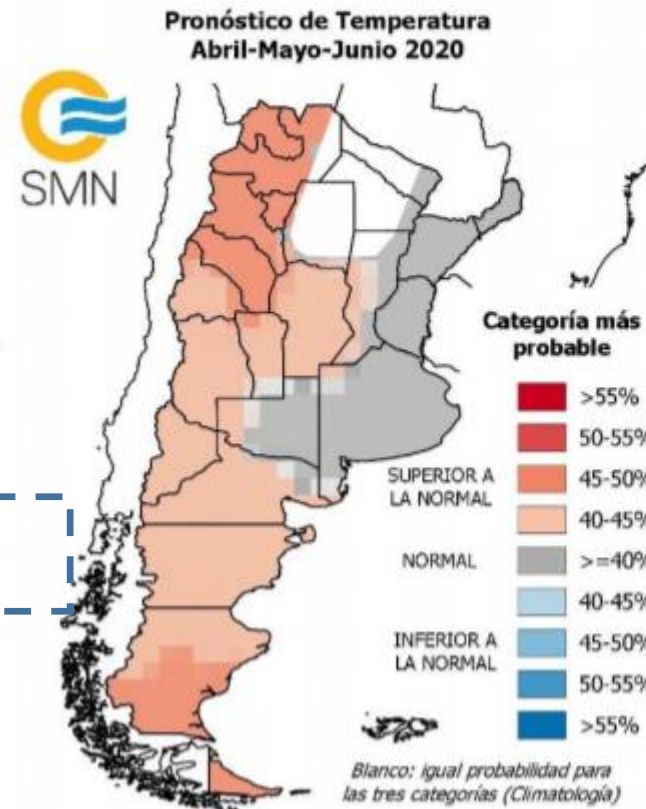 Pronóstico de Temperatura
Abril-Mayo-Junio 2020
SMN
Categoría más
probable
>55%
50-55%
SUPERIOR A
LA NORMAL
45-50%
40-45%
NORMAL
>=40%
40-45%
INFERIOR A
LA NORMAL
45-50%
50-55%
>55%
Blanco: igual probabilidad para
las tres categorías (Climatología)